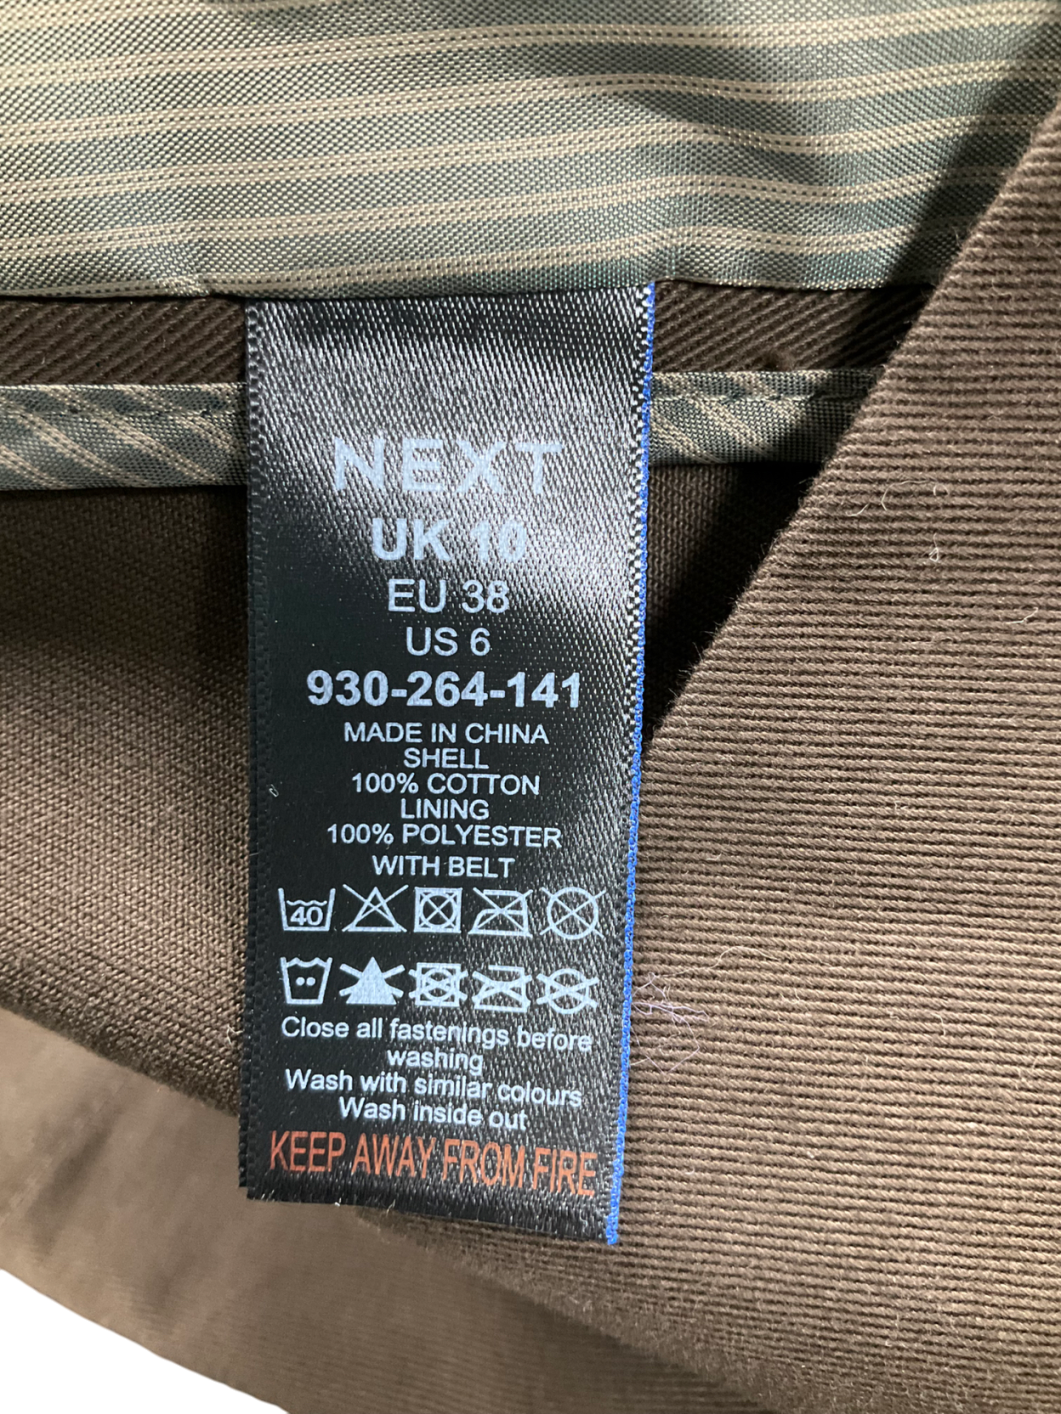 NEXT
UK 10
EU 38
US 6
930-264-141
MADE IN CHINA
SHELL
100% COTTON
LINING
100% POLYESTER
WITH BELT
40
Close all fastenings before
washing
Wash with similar colours
Wash inside out
KEEP AWAY FROM FIRE